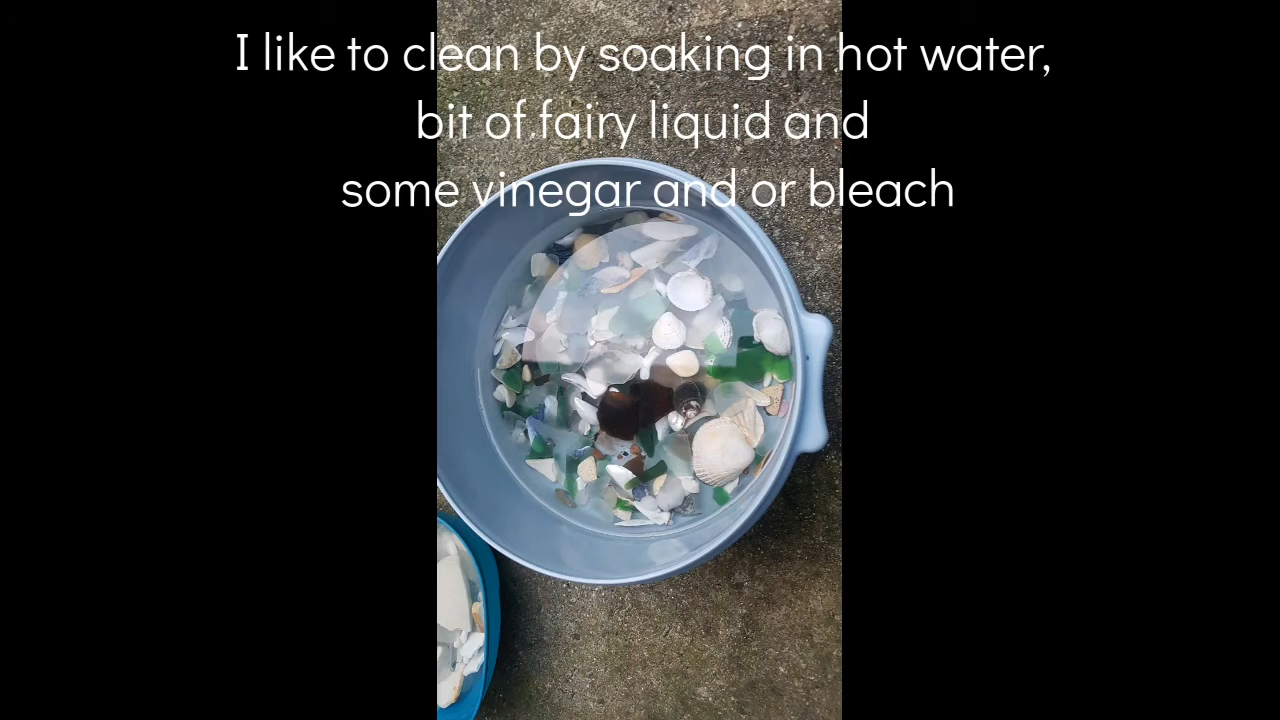 I like to clean by soaking in hot water,
bit of fairy liquid and
some vinegar and or bleach